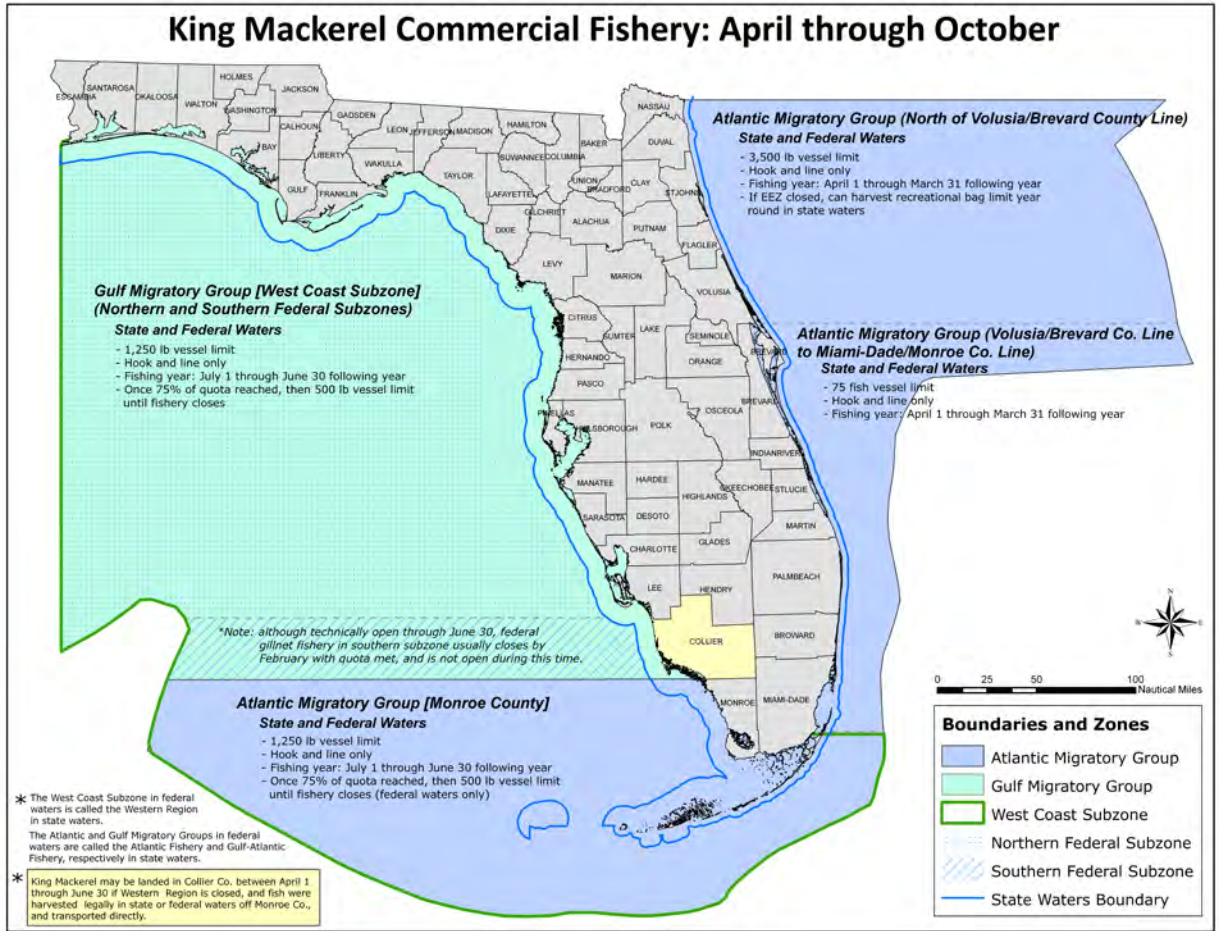 King Mackerel Commercial Fishery: April through October
ESCAMBIA
SANTAROSA
OKALOOSA
WALTON
HOLMES
WASHINGTON
JACKSON
BAY
CALHOUN
GULF
GADSDEN
LIBERTY
FRANKLIN
LEON
WAKULLA
JEFFERSON
MADISON
TAYLOR
HAMILTON
SUWANNEE
LAFAYETTE
DIXIE
COLUMBIA
GILCHRIST
BAKER
UNION
BRADFORD
ALACHUA
LEVY
NASSAU
DUVAL
CLAY
STJOHNS
PUTNAM
FLAGLER
MARION
VOLUSIA
CITRUS
SUMTER
LAKE
SEMINOLE
HERNANDO
ORANGE
BREVARD
PASCO
BREVARD
PINELLAS
HILLSBOROUGH
POLK
OSCEOLA
INDIANRIVER
MANATEE
HARDEE
OKEECHOBEE
STLUCIE
HIGHLANDS
SARASOTA
DESOTO
MARTIN
CHARLOTTE
GLADES
LEE
HENDRY
PALMBEACH
COLLIER
BROWARD
MONROE
MIAMI-DADE
Atlantic Migratory Group (North of Volusia/Brevard County Line)
State and Federal Waters
- 3,500 lb vessel limit
- Hook and line only
- Fishing year: April 1 through March 31 following year
- If EEZ closed, can harvest recreational bag limit year
round in state waters
Gulf Migratory Group [West Coast Subzone]
(Northern and Southern Federal Subzones)
State and Federal Waters
- 1,250 lb vessel limit
- Hook and line only
- Fishing year: July 1 through June 30 following year
- Once 75% of quota reached, then 500 lb vessel limit
until fishery closes
Atlantic Migratory Group (Volusia/Brevard Co. Line
to Miami-Dade/Monroe Co. Line)
State and Federal Waters
- 75 fish vessel limit
- Hook and line only
- Fishing year: April 1 through March 31 following year
*Note: although technically open through June 30, federal
gillnet fishery in southern subzone usually closes by
February with quota met, and is not open during this time.
Atlantic Migratory Group [Monroe County]
State and Federal Waters
- 1,250 lb vessel limit
- Hook and line only
- Fishing year: July 1 through June 30 following year
- Once 75% of quota reached, then 500 lb vessel limit
until fishery closes (federal waters only)
* The West Coast Subzone in federal
waters is called the Western Region
in state waters.
The Atlantic and Gulf Migratory Groups in federal
waters are called the Atlantic Fishery and Gulf-Atlantic
Fishery, respectively in state waters.
* King Mackerel may be landed in Collier Co. between April 1
through June 30 if Western Region is closed, and fish were
harvested legally in state or federal waters off Monroe Co.,
and transported directly.
N
W E
S
0 25 50 100
Nautical Miles
Boundaries and Zones
Atlantic Migratory Group
Gulf Migratory Group
West Coast Subzone
Northern Federal Subzone
Southern Federal Subzone
State Waters Boundary